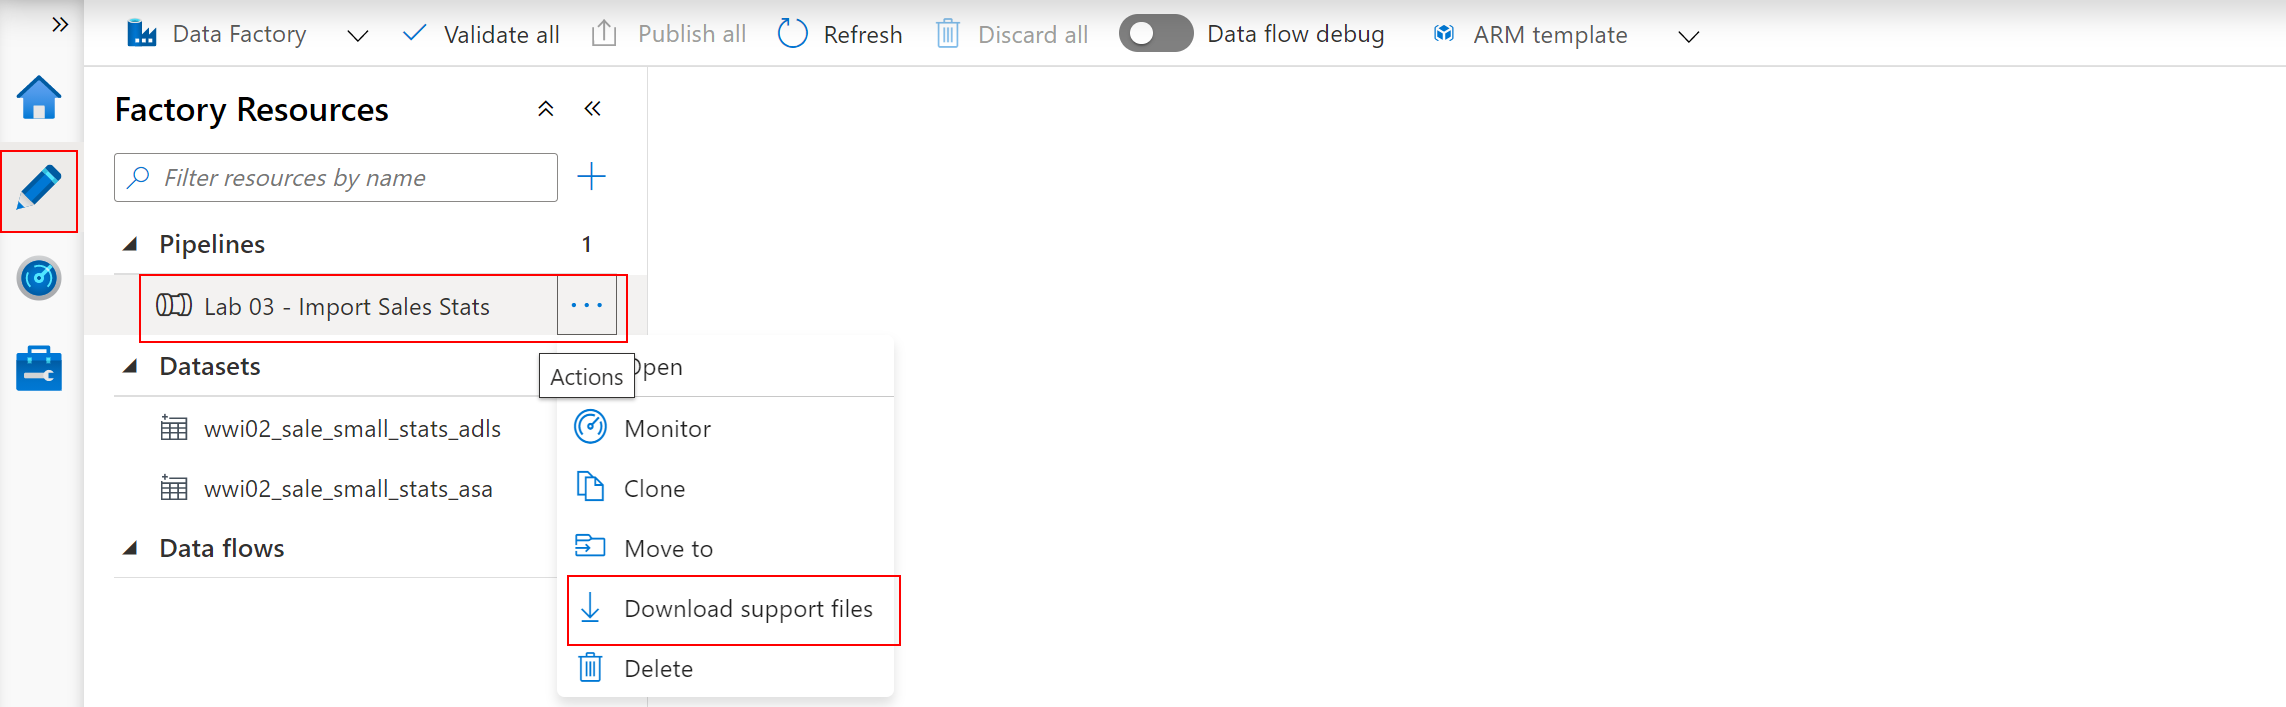 Data Factory
Validate all
Publish all
Refresh
Discard all
Data flow debug
ARM template
Factory Resources
Filter resources by name
Pipelines 1
Lab 03 - Import Sales Stats
Datasets
Actions
Open
wwi02_sale_small_stats_adls
Monitor
wwi02_sale_small_stats_asa
Clone
Data flows
Move to
Download support files
Delete